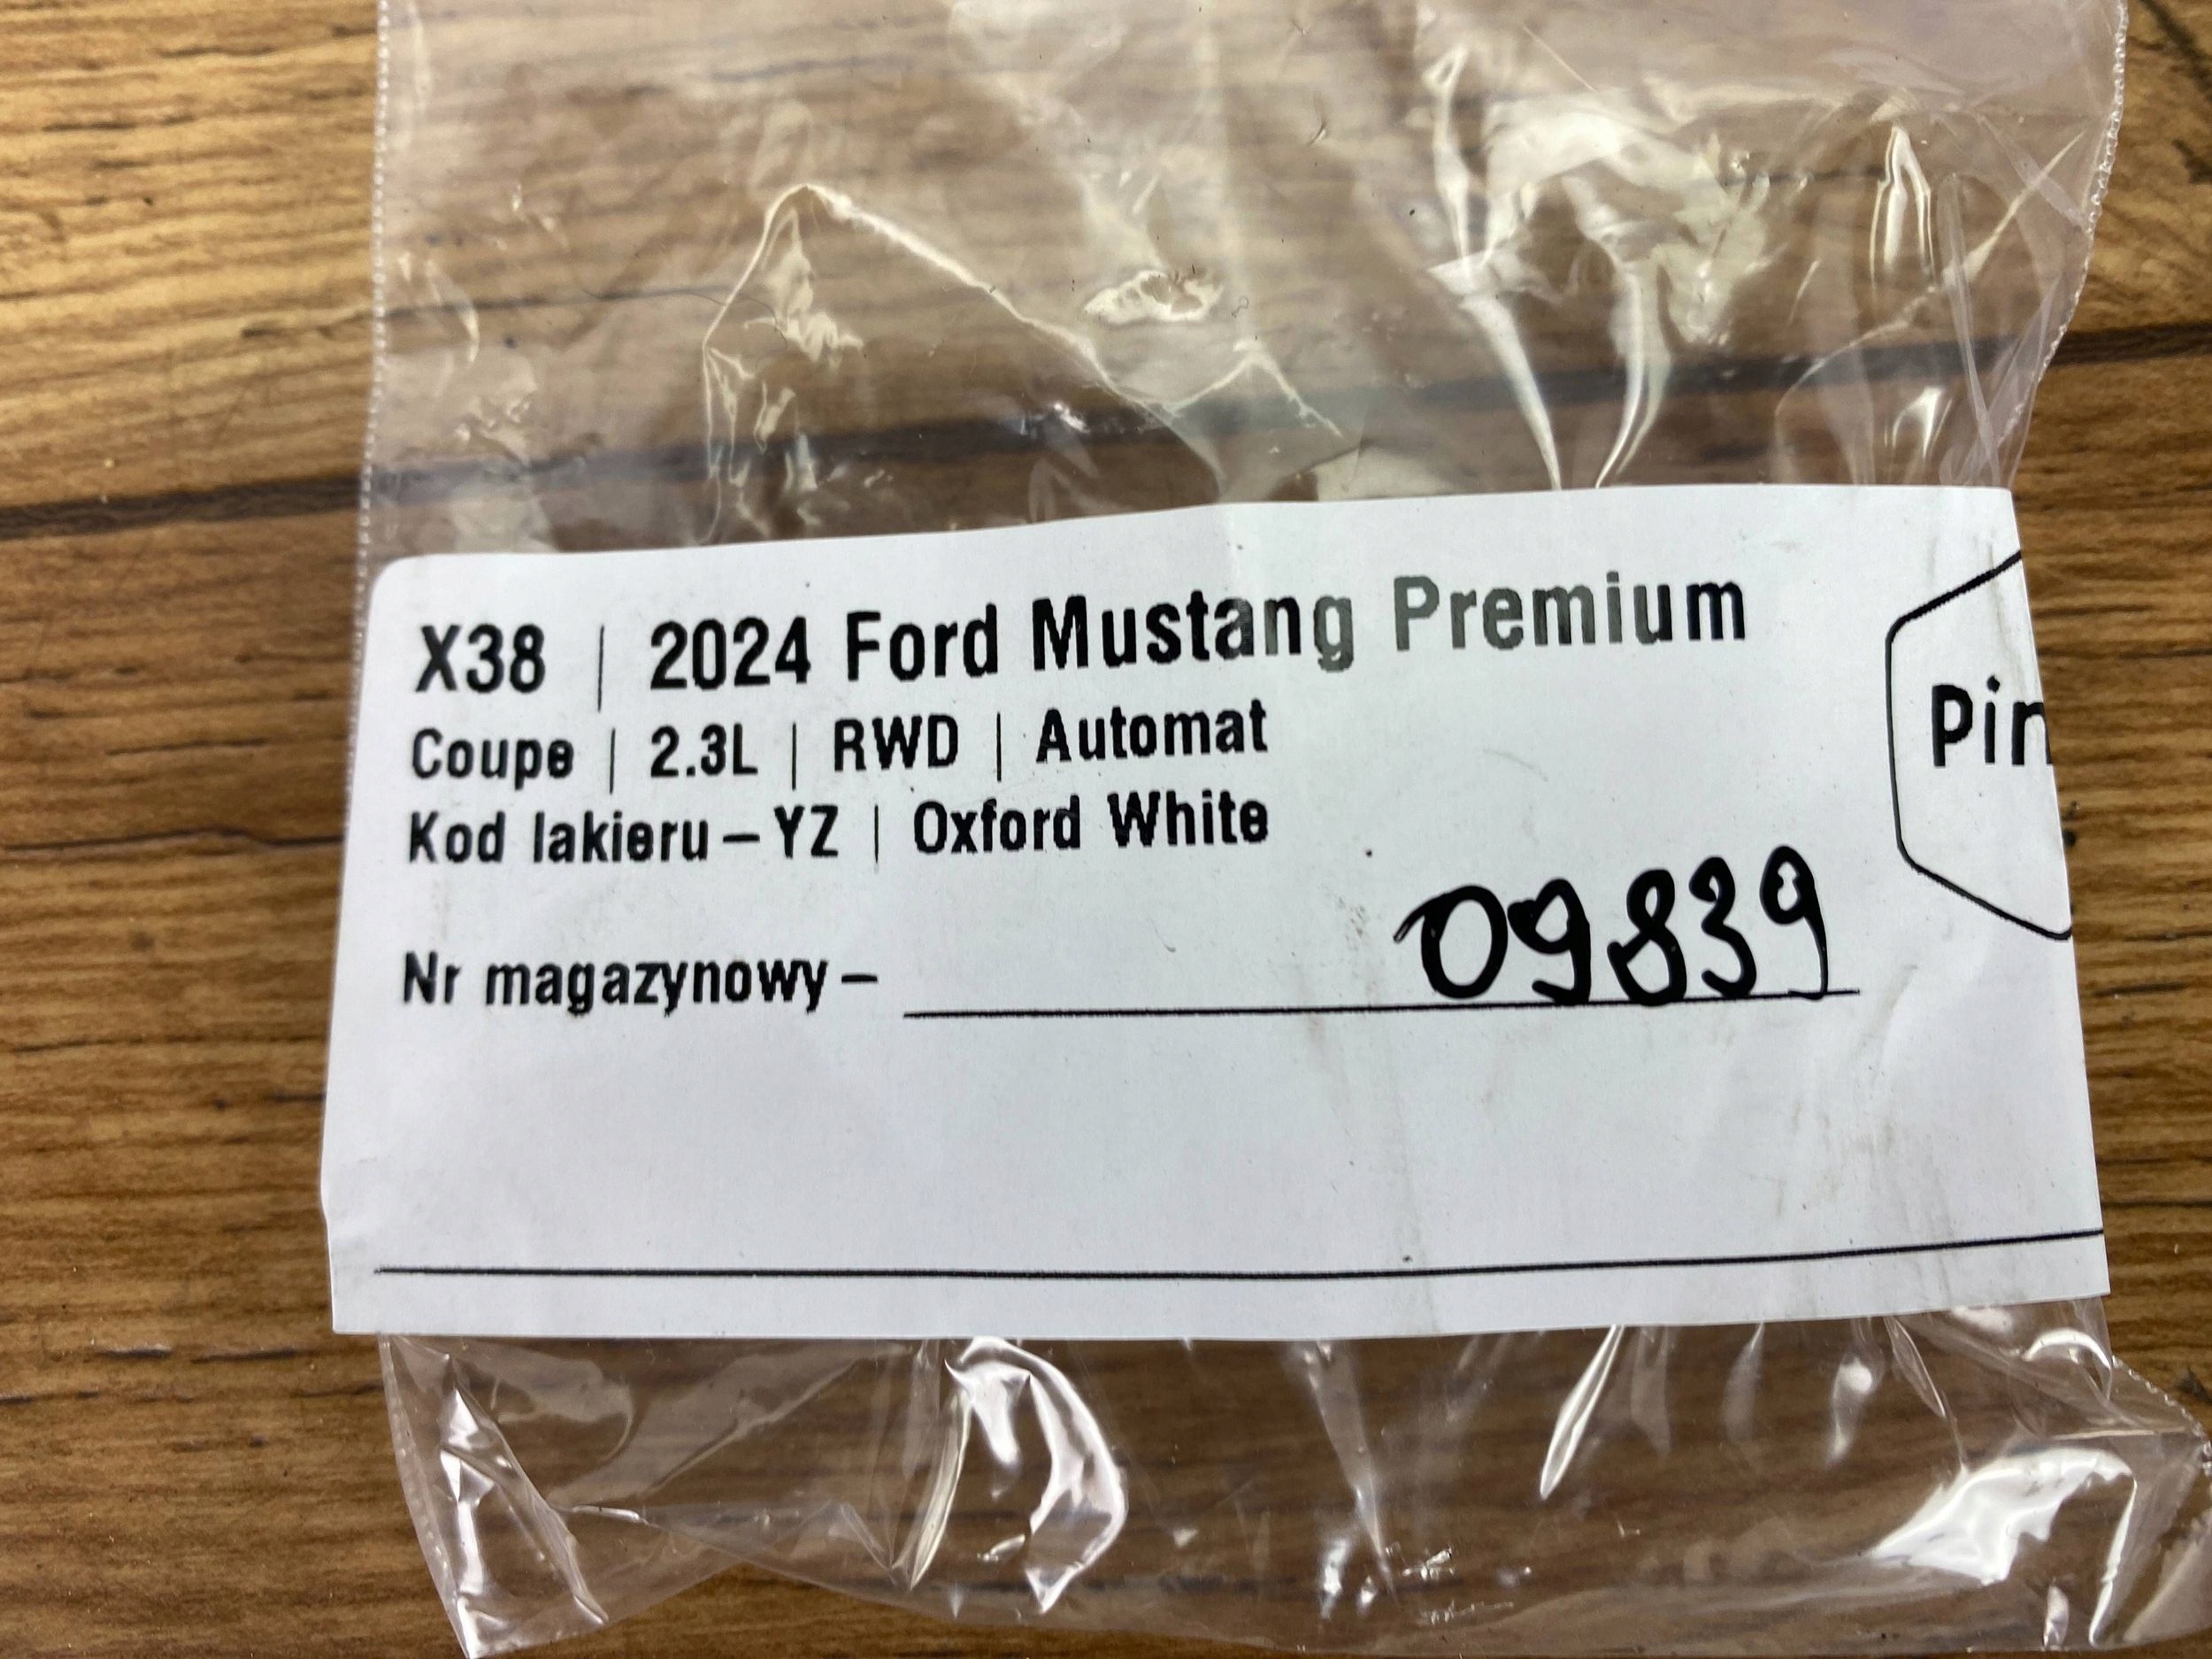 X38 | 2024 Ford Mustang Premium
Coupe | 2.3L | RWD | Automat
Kod lakieru – YZ | Oxford White
Nr magazynowy – 09839